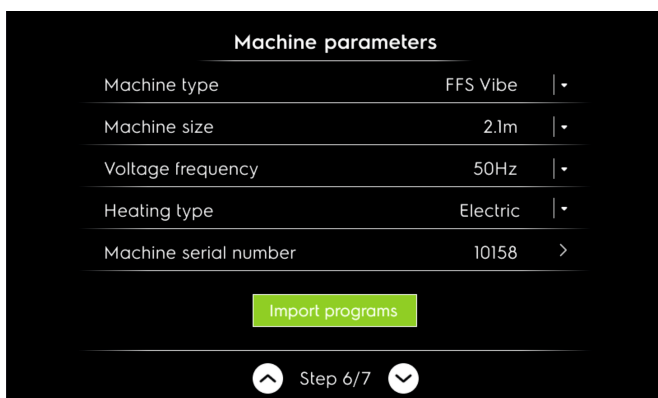 Machine parameters
Machine type FFS Vibe
Machine size 2.1m
Voltage frequency 50Hz
Heating type Electric
Machine serial number 10158
Import programs
Step 6/7